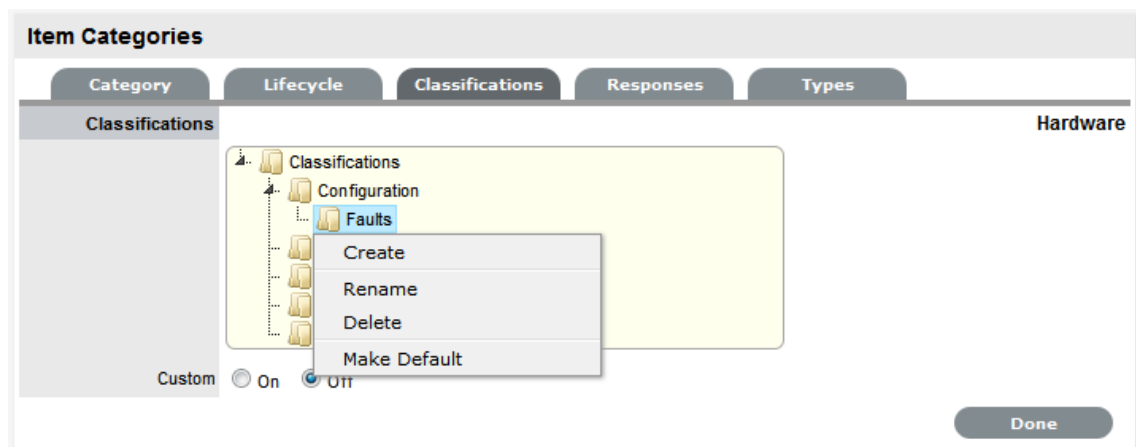 Item Categories
Category Lifecycle Classifications Responses Types
Classifications Hardware
Classifications
Configuration
Faults
Create
Rename
Delete
Make Default
Custom On Off
Done